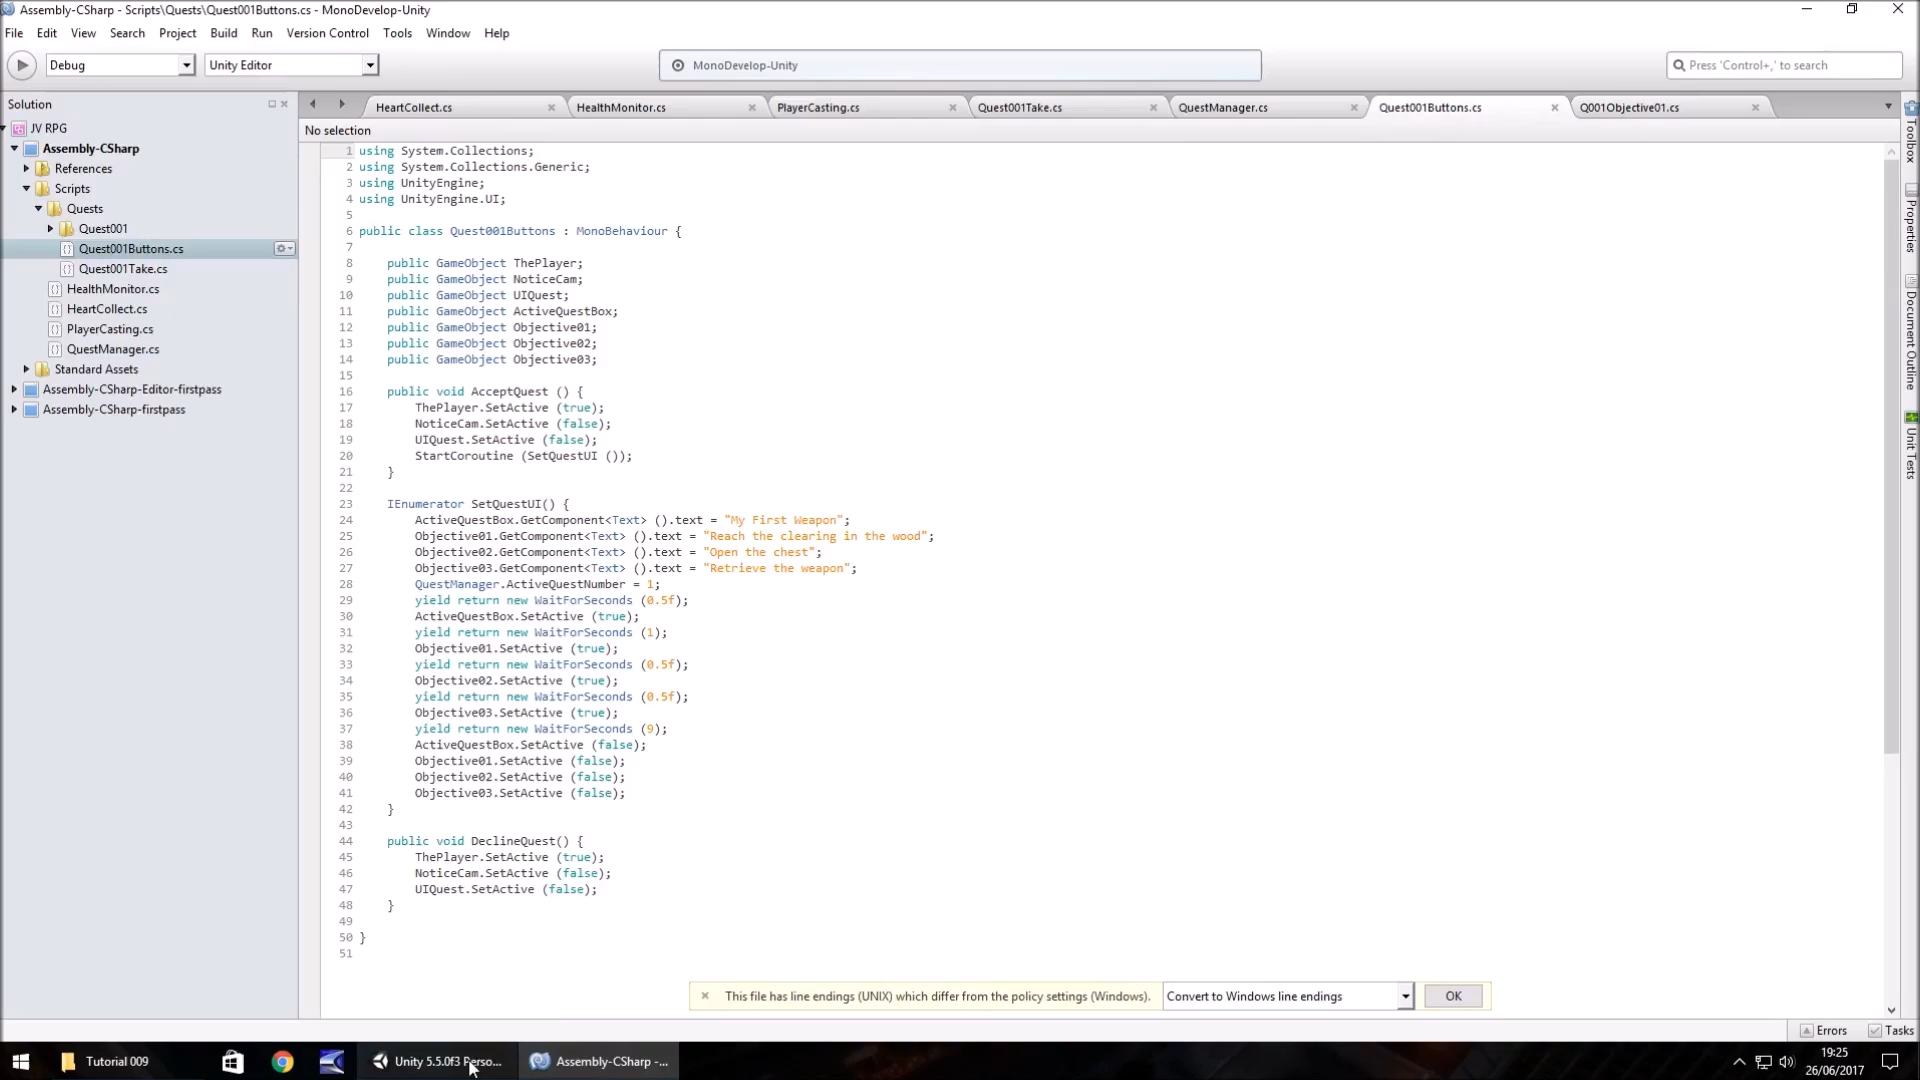 Assembly-CSharp - Scripts\Quests\Quest001Buttons.cs - MonoDevelop-Unity
File Edit View Search Project Build Run Version Control Tools Window Help
Debug Unity Editor MonoDevelop-Unity Press 'Control+,' to search
Solution
JV RPG
Assembly-CSharp
References
Scripts
Quests
Quest001
Quest001Buttons.cs
Quest001Take.cs
HealthMonitor.cs
HeartCollect.cs
PlayerCasting.cs
QuestManager.cs
Standard Assets
Assembly-CSharp-Editor-firstpass
Assembly-CSharp-firstpass
HeartCollect.cs HealthMonitor.cs PlayerCasting.cs Quest001Take.cs QuestManager.cs Quest001Buttons.cs Q001Objective01.cs
No selection
1 using System.Collections;
2 using System.Collections.Generic;
3 using UnityEngine;
4 using UnityEngine.UI;
5
6 public class Quest001Buttons : MonoBehaviour {
7
8 public GameObject ThePlayer;
9 public GameObject NoticeCam;
10 public GameObject UIQuest;
11 public GameObject ActiveQuestBox;
12 public GameObject Objective01;
13 public GameObject Objective02;
14 public GameObject Objective03;
15
16 public void AcceptQuest () {
17 ThePlayer.SetActive (true);
18 NoticeCam.SetActive (false);
19 UIQuest.SetActive (false);
20 StartCoroutine (SetQuestUI ());
21 }
22
23 IEnumerator SetQuestUI() {
24 ActiveQuestBox.GetComponent<Text> ().text = "My First Weapon";
25 Objective01.GetComponent<Text> ().text = "Reach the clearing in the wood";
26 Objective02.GetComponent<Text> ().text = "Open the chest";
27 Objective03.GetComponent<Text> ().text = "Retrieve the weapon";
28 QuestManager.ActiveQuestNumber = 1;
29 yield return new WaitForSeconds (0.5f);
30 ActiveQuestBox.SetActive (true);
31 yield return new WaitForSeconds (1);
32 Objective01.SetActive (true);
33 yield return new WaitForSeconds (0.5f);
34 Objective02.SetActive (true);
35 yield return new WaitForSeconds (0.5f);
36 Objective03.SetActive (true);
37 yield return new WaitForSeconds (9);
38 ActiveQuestBox.SetActive (false);
39 Objective01.SetActive (false);
40 Objective02.SetActive (false);
41 Objective03.SetActive (false);
42 }
43
44 public void DeclineQuest() {
45 ThePlayer.SetActive (true);
46 NoticeCam.SetActive (false);
47 UIQuest.SetActive (false);
48 }
49
50 }
51
Toolbox
Properties
Document Outline
Unit Tests
This file has line endings (UNIX) which differ from the policy settings (Windows). Convert to Windows line endings OK
Errors Tasks
Tutorial 009 Unity 5.5.0f3 Perso... Assembly-CSharp -...
19:25
26/06/2017